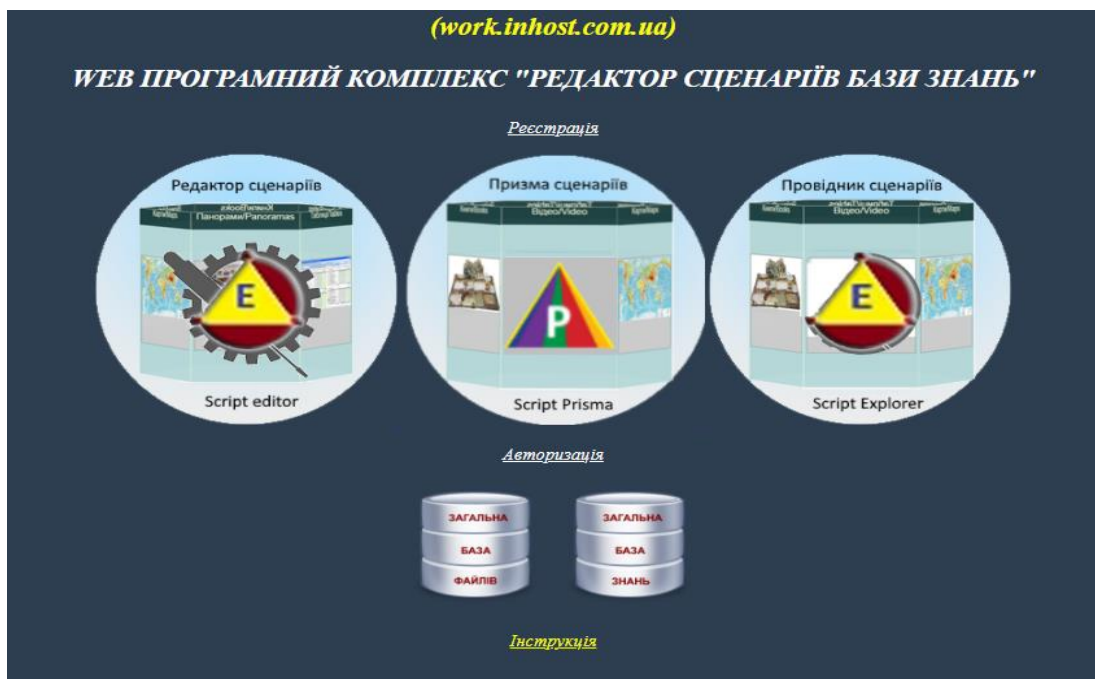 (work.inhost.com.ua)
WEB ПРОГРАМНИЙ КОМПЛЕКС "РЕДАКТОР СЦЕНАРІЇВ БАЗИ ЗНАНЬ"
Реєстрація
Редактор сценаріїв
Панорами/Panoramas
E
Script editor
Призма сценаріїв
Відео/Video
P
Script Prisma
Провідник сценаріїв
Відео/Video
E
Script Explorer
Авторизація
ЗАГАЛЬНА
БАЗА
ФАЙЛІВ
ЗАГАЛЬНА
БАЗА
ЗНАНЬ
Інструкція